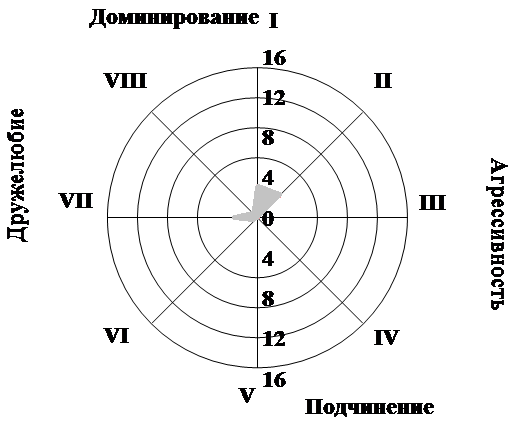 Доминирование I
16
VIII
II
12
8
Дружелюбие
4
VII
III
0
Агрессивность
4
8
VI
IV
12
16
V
Подчинение